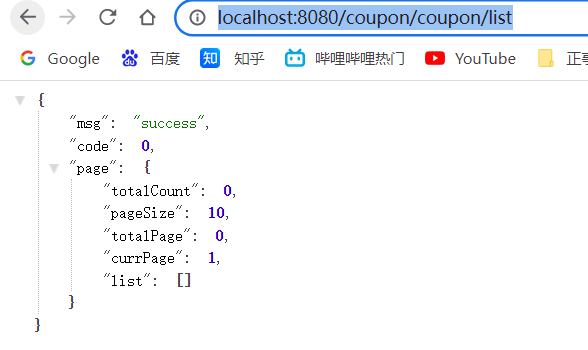 localhost:8080/coupon/coupon/list
Google 百度 知 知乎 哔哩哔哩热门 YouTube 正事
{
"msg": "success",
"code": 0,
"page": {
"totalCount": 0,
"pageSize": 10,
"totalPage": 0,
"currPage": 1,
"list": []
}
}